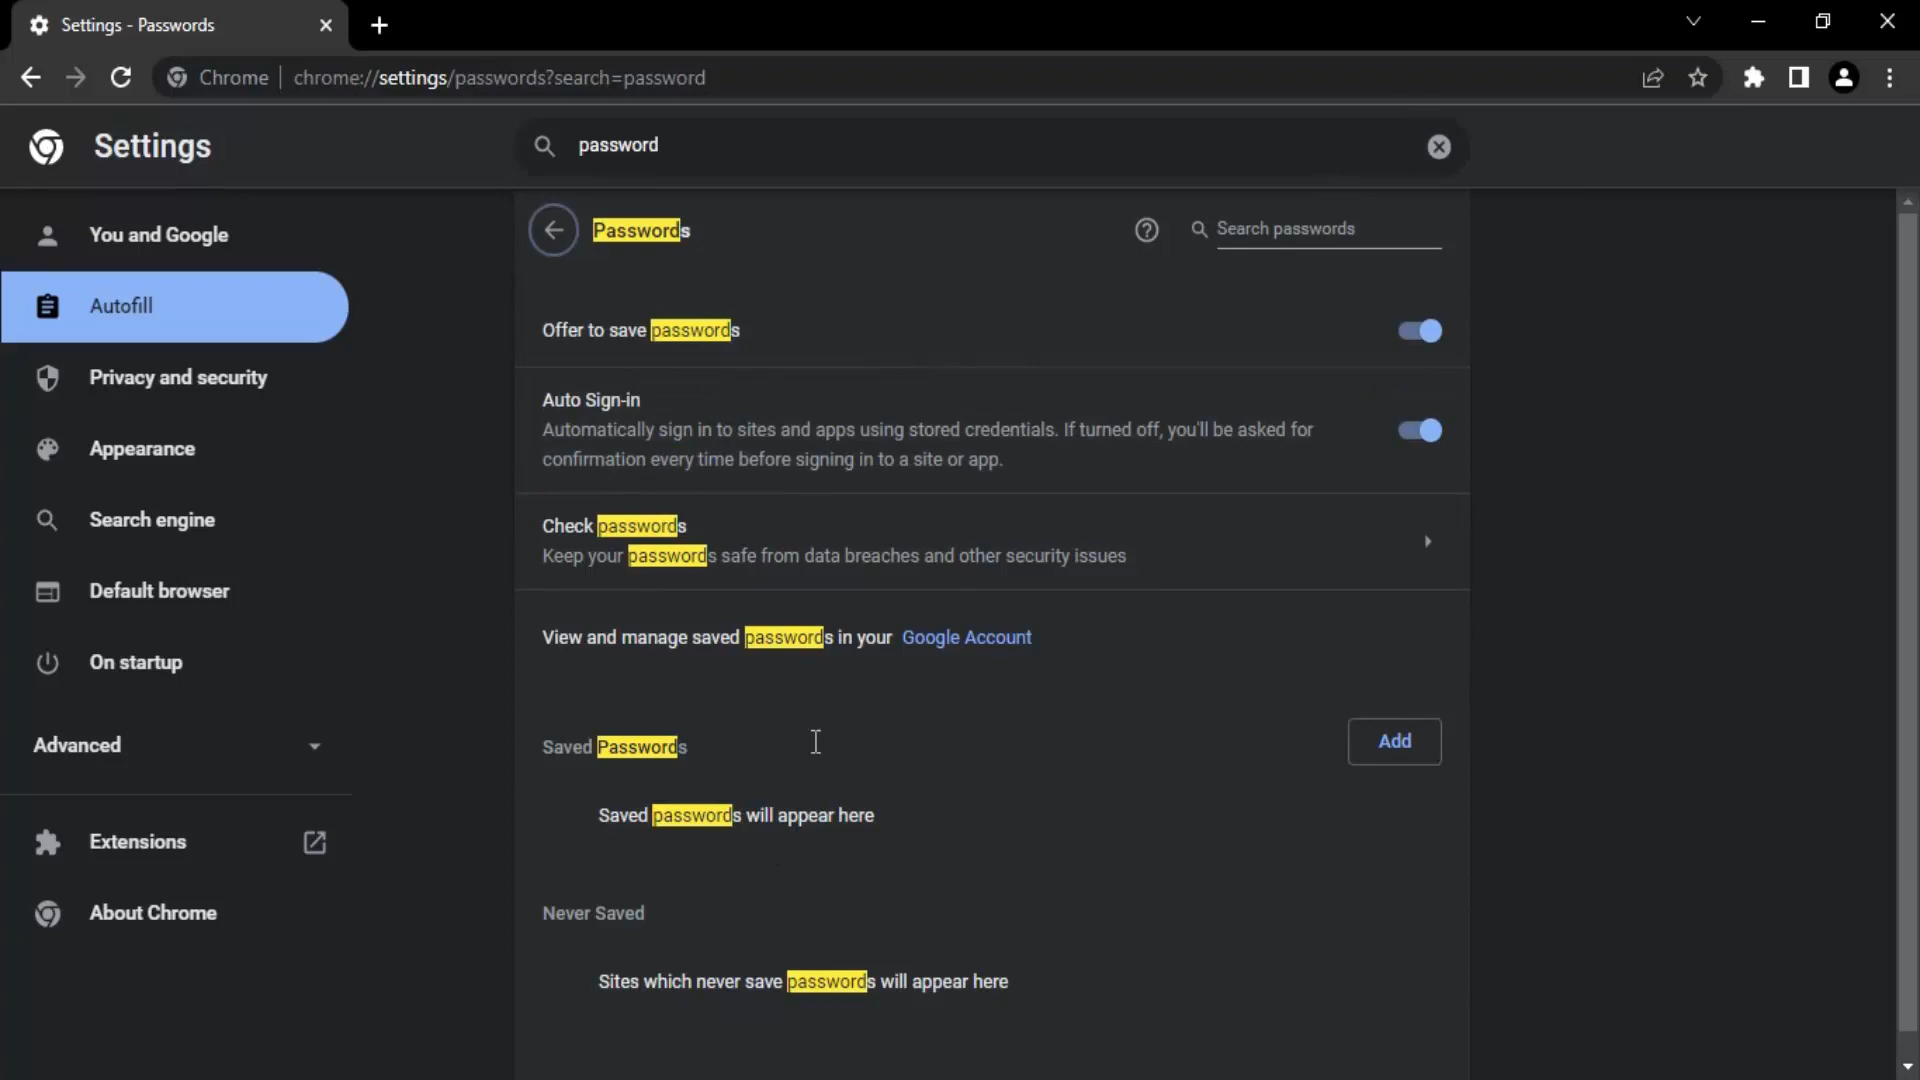 Settings - Passwords
Chrome
chrome://settings/passwords?search=password
Settings
password
You and Google
Autofill
Privacy and security
Appearance
Search engine
Default browser
On startup
Advanced
Extensions
About Chrome
Passwords
Search passwords
Offer to save passwords
Auto Sign-in
Automatically sign in to sites and apps using stored credentials. If turned off, you'll be asked for
confirmation every time before signing in to a site or app.
Check passwords
Keep your passwords safe from data breaches and other security issues
View and manage saved passwords in your Google Account
Saved Passwords
Add
Saved passwords will appear here
Never Saved
Sites which never save passwords will appear here